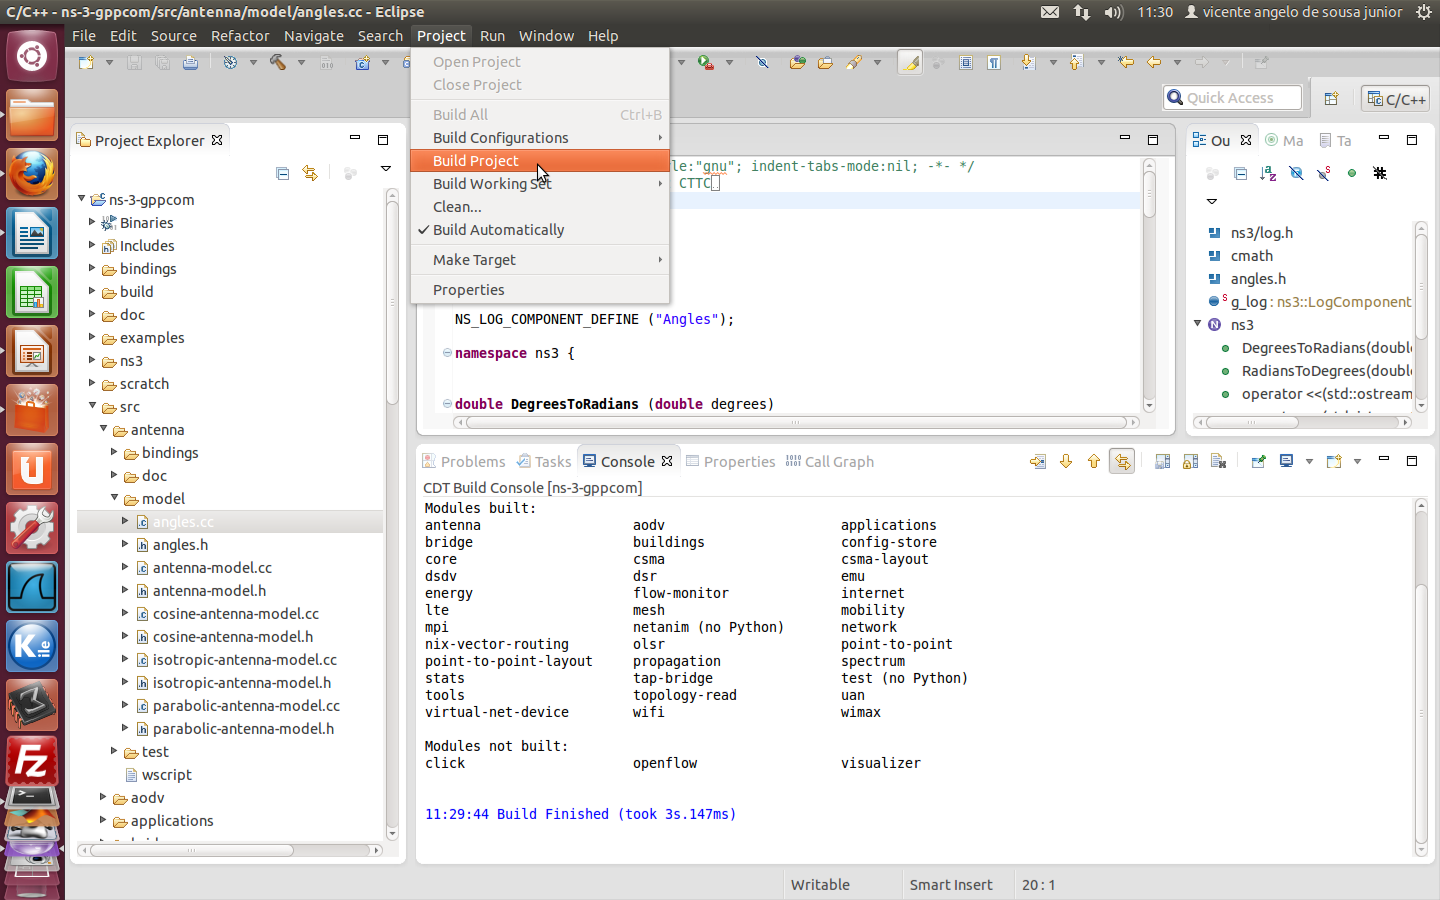 C/C++ - ns-3-gppcom/src/antenna/model/angles.cc - Eclipse
11:30 vicente angelo de sousa junior
File Edit Source Refactor Navigate Search Project Run Window Help
Open Project
Close Project
Build All Ctrl+B
Build Configurations
Build Project
Build Working Set
Clean...
Build Automatically
Make Target
Properties
Quick Access
C/C++
Project Explorer
ns-3-gppcom
Binaries
Includes
bindings
build
doc
examples
ns3
scratch
src
antenna
bindings
doc
model
angles.cc
angles.h
antenna-model.cc
antenna-model.h
cosine-antenna-model.cc
cosine-antenna-model.h
isotropic-antenna-model.cc
isotropic-antenna-model.h
parabolic-antenna-model.cc
parabolic-antenna-model.h
test
wscript
aodv
applications
le:"gnu"; indent-tabs-mode:nil; -*- */
CTTC
NS_LOG_COMPONENT_DEFINE ("Angles");
namespace ns3 {
double DegreesToRadians (double degrees)
Ou Ma Ta
ns3/log.h
cmath
angles.h
g_log : ns3::LogComponent
ns3
DegreesToRadians(doubl
RadiansToDegrees(doubl
operator <<(std::ostream
Problems Tasks Console Properties Call Graph
CDT Build Console [ns-3-gppcom]
Modules built:
antenna aodv applications
bridge buildings config-store
core csma csma-layout
dsdv dsr emu
energy flow-monitor internet
lte mesh mobility
mpi netanim (no Python) network
nix-vector-routing olsr point-to-point
point-to-point-layout propagation spectrum
stats tap-bridge test (no Python)
tools topology-read uan
virtual-net-device wifi wimax
Modules not built:
click openflow visualizer
11:29:44 Build Finished (took 3s.147ms)
Writable Smart Insert 20 : 1